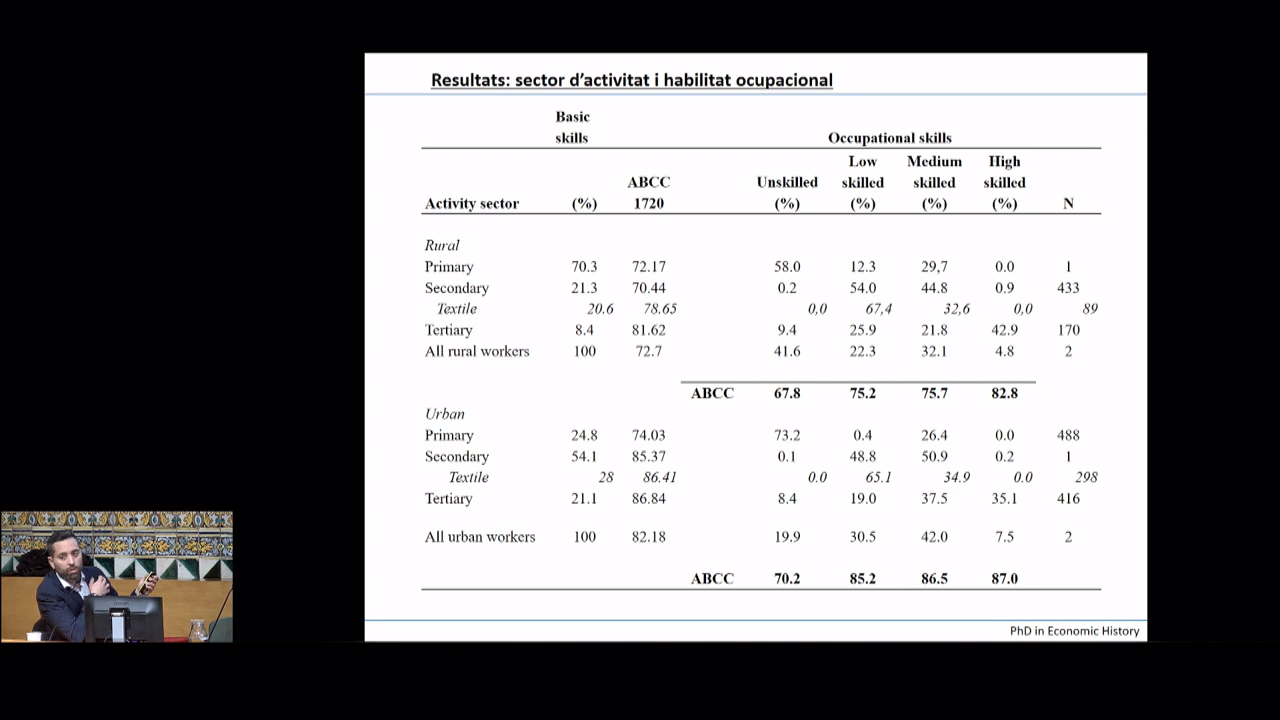 Resultats: sector d'activitat i habilitat ocupacional
Basic skills Occupational skills
Activity sector (%) ABCC 1720 Unskilled (%) Low skilled (%) Medium skilled (%) High skilled (%) N
Rural
Primary 70.3 72.17 58.0 12.3 29,7 0.0 1
Secondary 21.3 70.44 0.2 54.0 44.8 0.9 433
Textile 20.6 78.65 0,0 67,4 32,6 0,0 89
Tertiary 8.4 81.62 9.4 25.9 21.8 42.9 170
All rural workers 100 72.7 41.6 22.3 32.1 4.8 2
ABCC 67.8 75.2 75.7 82.8
Urban
Primary 24.8 74.03 73.2 0.4 26.4 0.0 488
Secondary 54.1 85.37 0.1 48.8 50.9 0.2 1
Textile 28 86.41 0.0 65.1 34.9 0.0 298
Tertiary 21.1 86.84 8.4 19.0 37.5 35.1 416
All urban workers 100 82.18 19.9 30.5 42.0 7.5 2
ABCC 70.2 85.2 86.5 87.0
PhD in Economic History